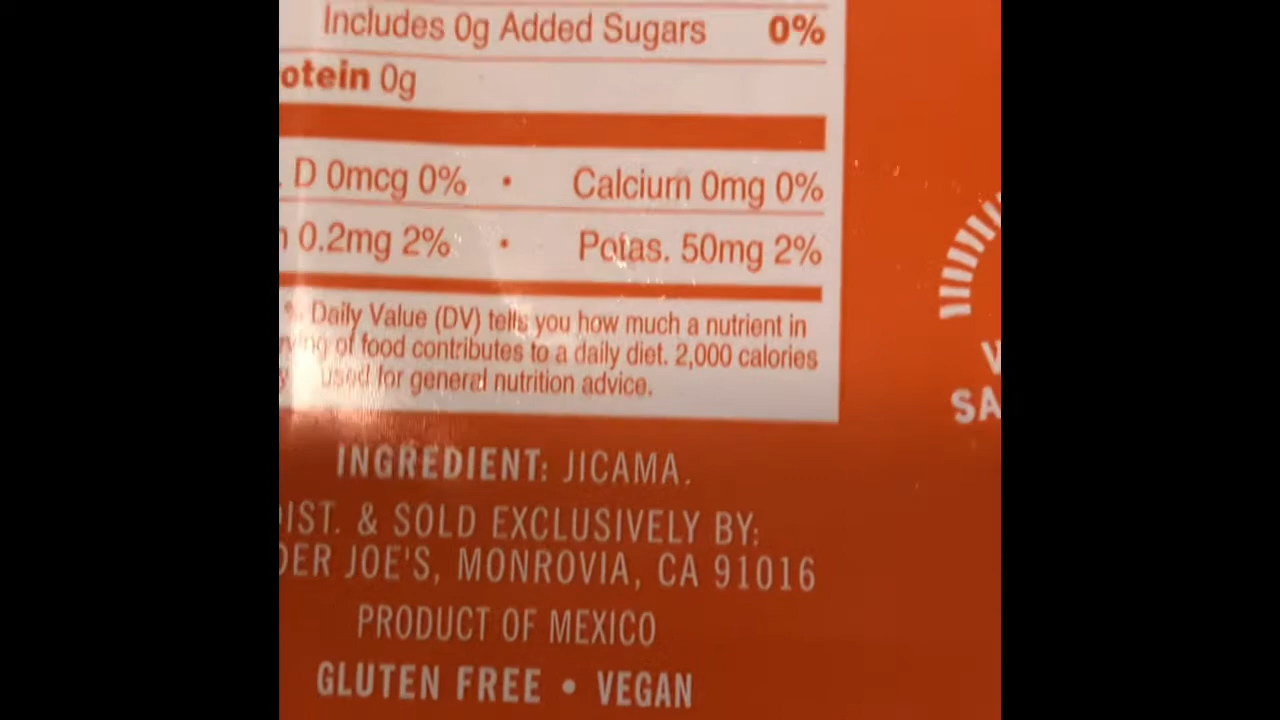 Includes 0g Added Sugars 0%
otein 0g
D 0mcg 0% • Calcium 0mg 0%
0.2mg 2% • Potas. 50mg 2%
% Daily Value (DV) tells you how much a nutrient in
of food contributes to a daily diet. 2,000 calories
used for general nutrition advice.
INGREDIENT: JICAMA.
IST. & SOLD EXCLUSIVELY BY:
DER JOE'S, MONROVIA, CA 91016
PRODUCT OF MEXICO
GLUTEN FREE • VEGAN
SA